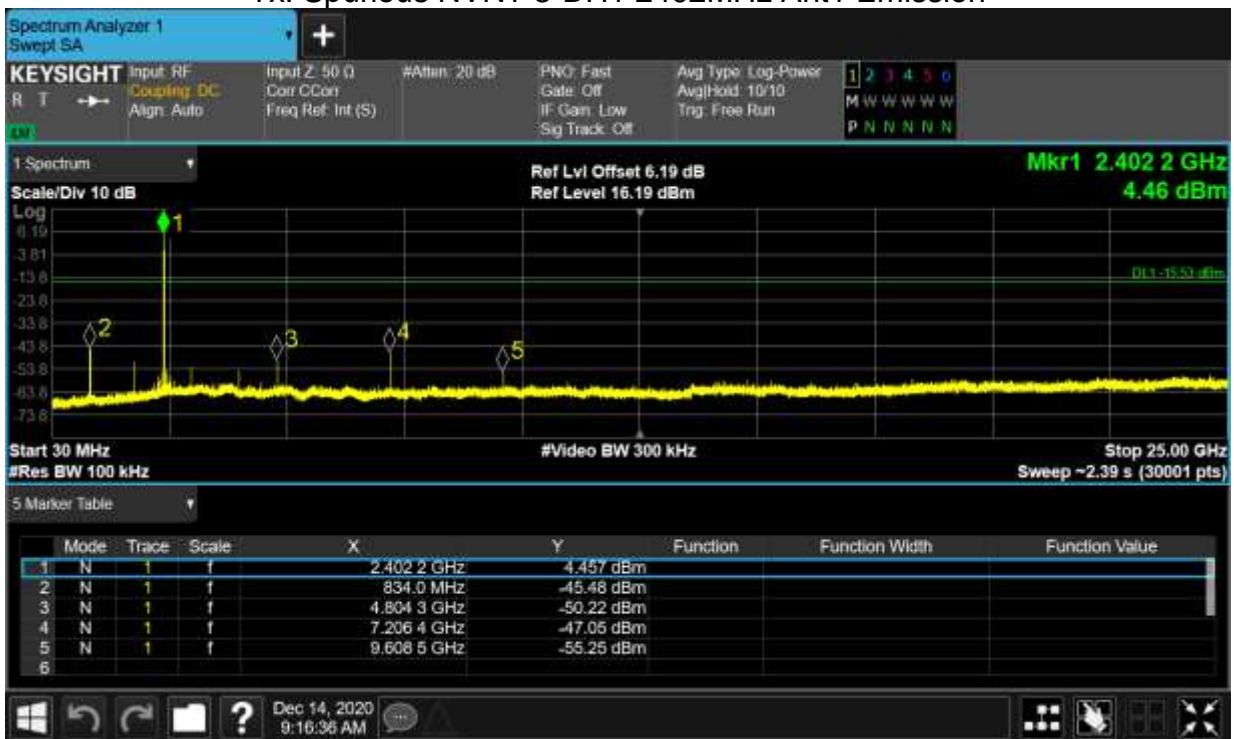 Spectrum Analyzer 1
Swept SA
+
KEYSIGHT Input: RF Input Z: 50 Ω #Atten: 20 dB PNO: Fast Avg Type: Log-Power 1 2 3 4 5 6
R T Coupling: DC Corr CCorr Gate: Off Avg|Hold: 10/10 M W W W W W
Align: Auto Freq Ref: Int (S) IF Gain: Low Trig: Free Run
Sig Track: Off P N N N N N
1 Spectrum Ref Lvl Offset 6.19 dB Mkr1 2.402 2 GHz
Scale/Div 10 dB Ref Level 16.19 dBm 4.46 dBm
Log
6.19
-3.81
-13.8
-23.8
-33.8
-43.8
-53.8
-63.8
-73.8
1
2
3
4
5
DL1 -15.53 dBm
Start 30 MHz #Video BW 300 kHz Stop 25.00 GHz
#Res BW 100 kHz Sweep ~2.39 s (30001 pts)
5 Marker Table
Mode Trace Scale X Y Function Function Width Function Value
1 N 1 f 2.402 2 GHz 4.457 dBm
2 N 1 f 834.0 MHz -45.48 dBm
3 N 1 f 4.804 3 GHz -50.22 dBm
4 N 1 f 7.206 4 GHz -47.05 dBm
5 N 1 f 9.608 5 GHz -55.25 dBm
6
? Dec 14, 2020
9:16:36 AM